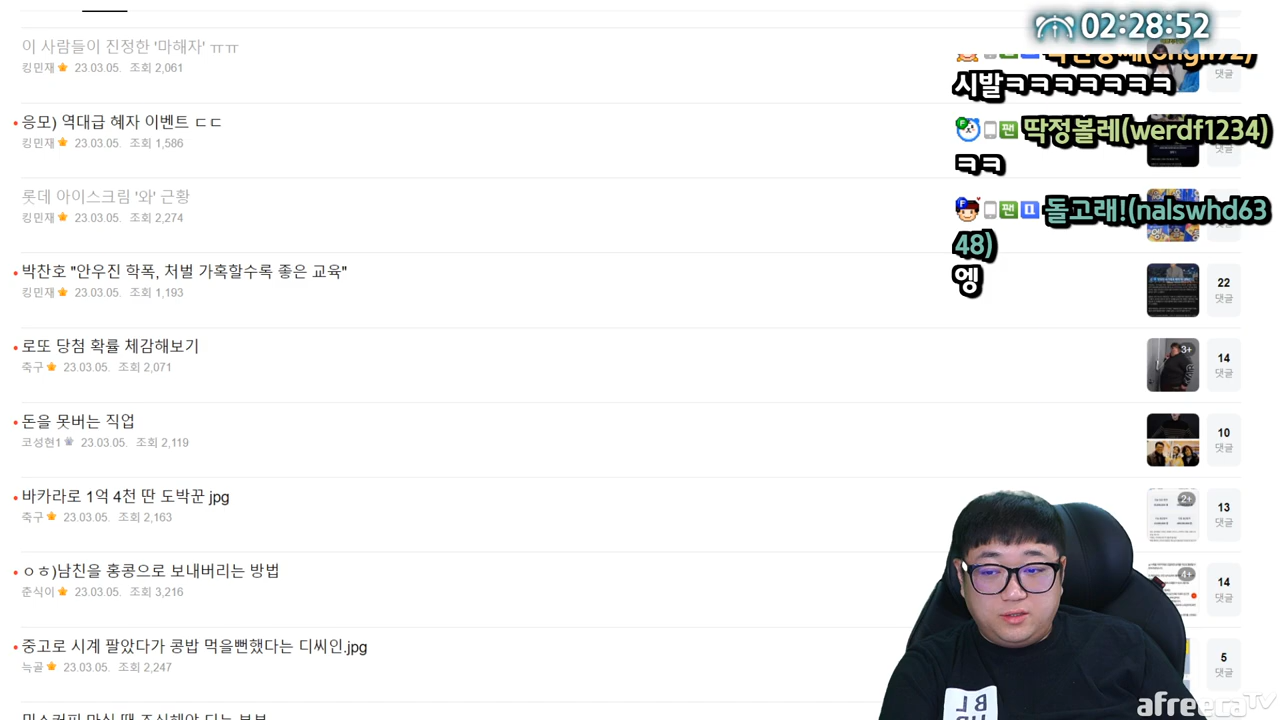 02:28:52
이 사람들이 진정한 '마해자' ㅠㅠ
킹민재 23.03.05. 조회 2,061
댓글
시발ㅋㅋㅋㅋㅋㅋㅋ
응모) 역대급 혜자 이벤트 ㄷㄷ
킹민재 23.03.05. 조회 1,586
팬 딱정볼레(werdf1234)
ㅋㅋ
롯데 아이스크림 '와' 근황
킹민재 23.03.05. 조회 2,274
팬 돌고래!(nalswhd63
48)
엥
박찬호 "안우진 학폭, 처벌 가혹할수록 좋은 교육"
킹민재 23.03.05. 조회 1,193
22
댓글
로또 당첨 확률 체감해보기
축구 23.03.05. 조회 2,071
3+
14
댓글
돈을 못버는 직업
코성현1 23.03.05. 조회 2,119
10
댓글
바카라로 1억 4천 딴 도박꾼 jpg
축구 23.03.05. 조회 2,163
2+
13
댓글
ㅇㅎ)남친을 홍콩으로 보내버리는 방법
준식이 23.03.05. 조회 3,216
4+
14
댓글
중고로 시계 팔았다가 콩밥 먹을뻔했다는 디씨인.jpg
늑골 23.03.05. 조회 2,247
5
댓글
afreecaTV